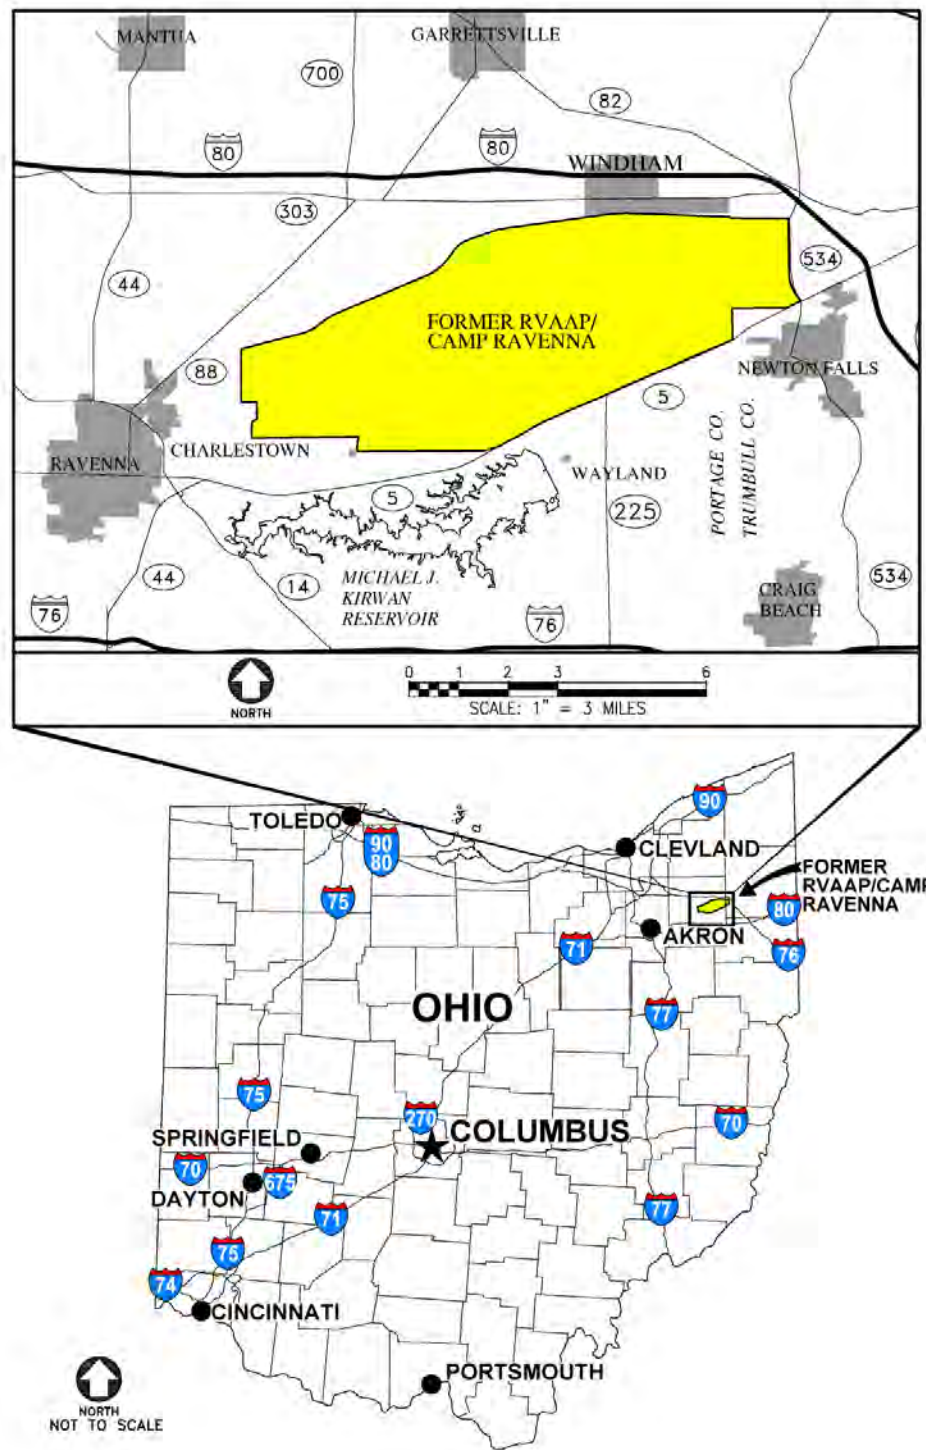 MANTUA
GARRETTSVILLE
700
82
80
80
WINDHAM
303
534
44
FORMER RVAAP/
CAMP RAVENNA
88
NEWTON FALLS
5
CHARLESTOWN
RAVENNA
WAYLAND
PORTAGE CO.
TRUMBULL CO.
5
225
44
14
MICHAEL J.
KIRWAN
RESERVOIR
534
CRAIG
BEACH
76
76
NORTH
0 1 2 3 6
SCALE: 1" = 3 MILES
90
TOLEDO
90
80
CLEVLAND
FORMER
RVAAP/CAMP
RAVENNA
75
80
AKRON
71
76
OHIO
77
75
270
70
SPRINGFIELD
COLUMBUS
70
675
DAYTON
71
77
75
74
CINCINNATI
PORTSMOUTH
NORTH
NOT TO SCALE